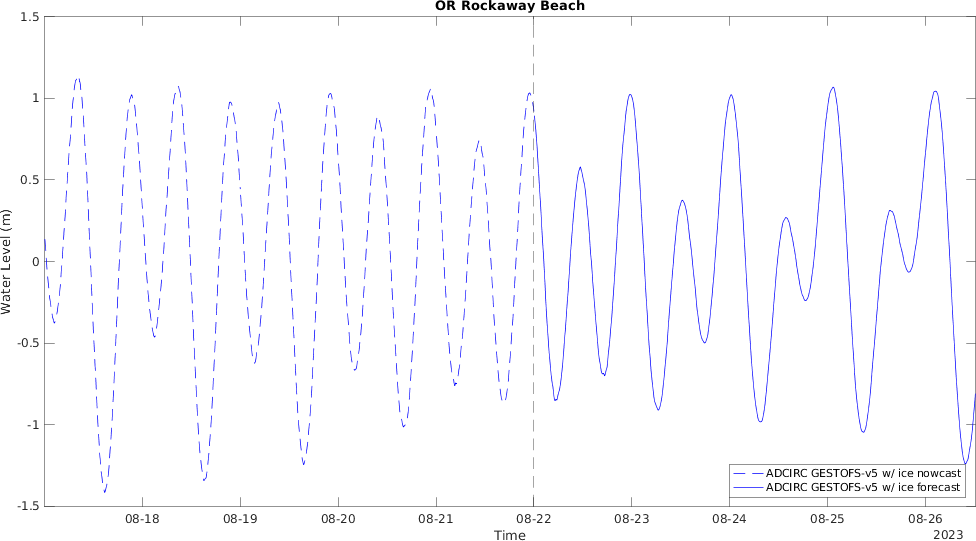 OR Rockaway Beach
1.5
1
0.5
0
-0.5
-1
-1.5
Water Level (m)
08-18 08-19 08-20 08-21 08-22 08-23 08-24 08-25 08-26
Time
2023
ADCIRC GESTOFS-v5 w/ ice nowcast
ADCIRC GESTOFS-v5 w/ ice forecast